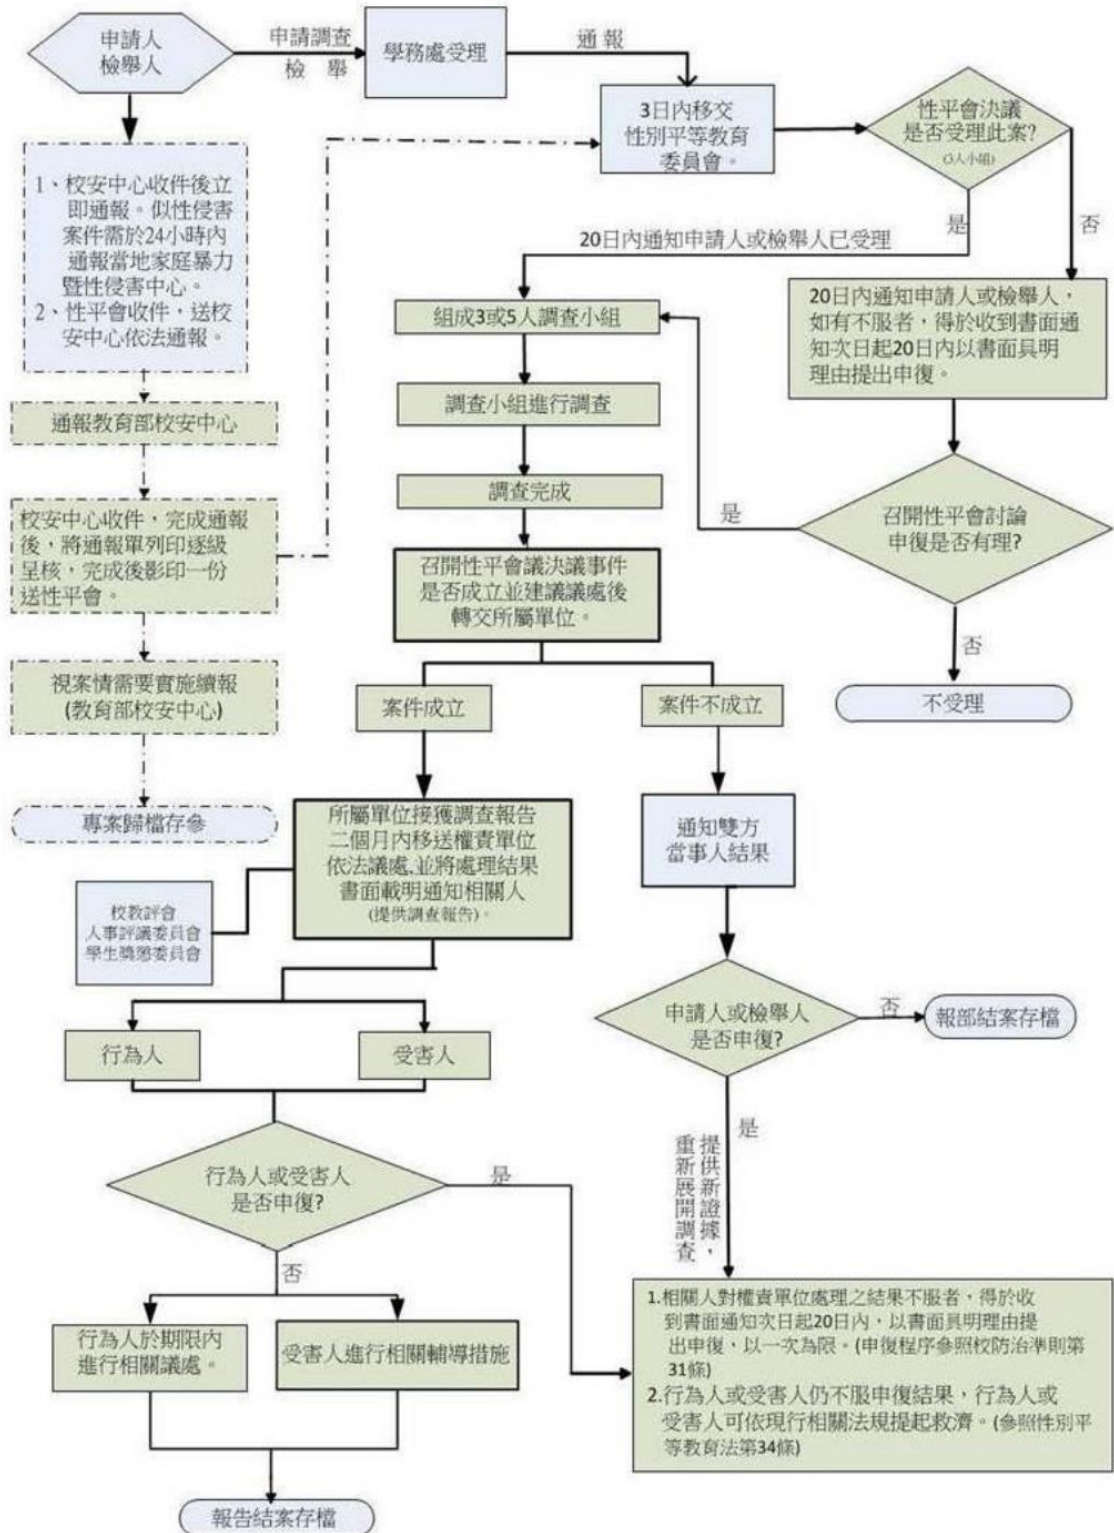 申請人
檢舉人
申請調查
檢 舉
學務處受理
通報
3日內移交
性別平等教育
委員會。
性平會決議
是否受理此案?
(3人小組)
是
否
1、校安中心收件後立
即通報。似性侵害
案件需於24小時內
通報當地家庭暴力
暨性侵害中心。
2、性平會收件，送校
安中心依法通報。
20日內通知申請人或檢舉人已受理
20日內通知申請人或檢舉人，
如有不服者，得於收到書面通
知次日起20日內以書面具明
理由提出申復。
組成3或5人調查小組
通報教育部校安中心
調查小組進行調查
調查完成
校安中心收件，完成通報
後，將通報單列印逐級
呈核，完成後影印一份
送性平會。
是
召開性平會討論
申復是否有理?
召開性平會議決議事件
是否成立並建議議處後
轉交所屬單位。
否
視案情需要實施續報
(教育部校安中心)
案件成立
案件不成立
不受理
專案歸檔存參
所屬單位接獲調查報告
二個月內移送權責單位
依法議處,並將處理結果
書面載明通知相關人
(提供調查報告)。
通知雙方
當事人結果
校教評會
人事評議委員會
學生獎懲委員會
申請人或檢舉人
是否申復?
否
報部結案存檔
行為人
受害人
是
提供新證據，
重新展開調查
行為人或受害人
是否申復?
是
否
行為人於期限內
進行相關議處。
受害人進行相關輔導措施
1.相關人對權責單位處理之結果不服者，得於收
到書面通知次日起20日內，以書面具明理由提
出申復，以一次為限。(申復程序參照校防治準則第
31條)
2.行為人或受害人仍不服申復結果，行為人或
受害人可依現行相關法規提起救濟。(參照性別平
等教育法第34條)
報告結案存檔